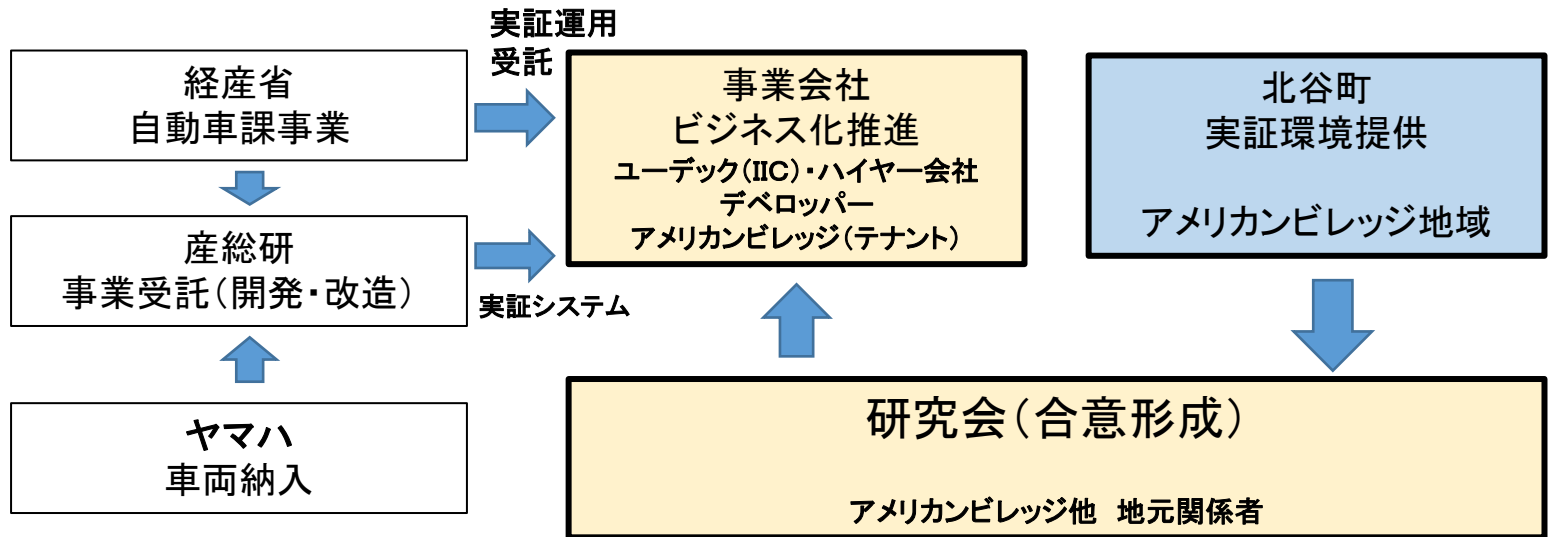 実証運用
受託
経産省
自動車課事業
事業会社
ビジネス化推進
ユーデック(IIC)・ハイヤー会社
デベロッパー
アメリカンビレッジ(テナント)
北谷町
実証環境提供
アメリカンビレッジ地域
産総研
事業受託(開発・改造)
実証システム
ヤマハ
車両納入
研究会(合意形成)
アメリカンビレッジ他 地元関係者